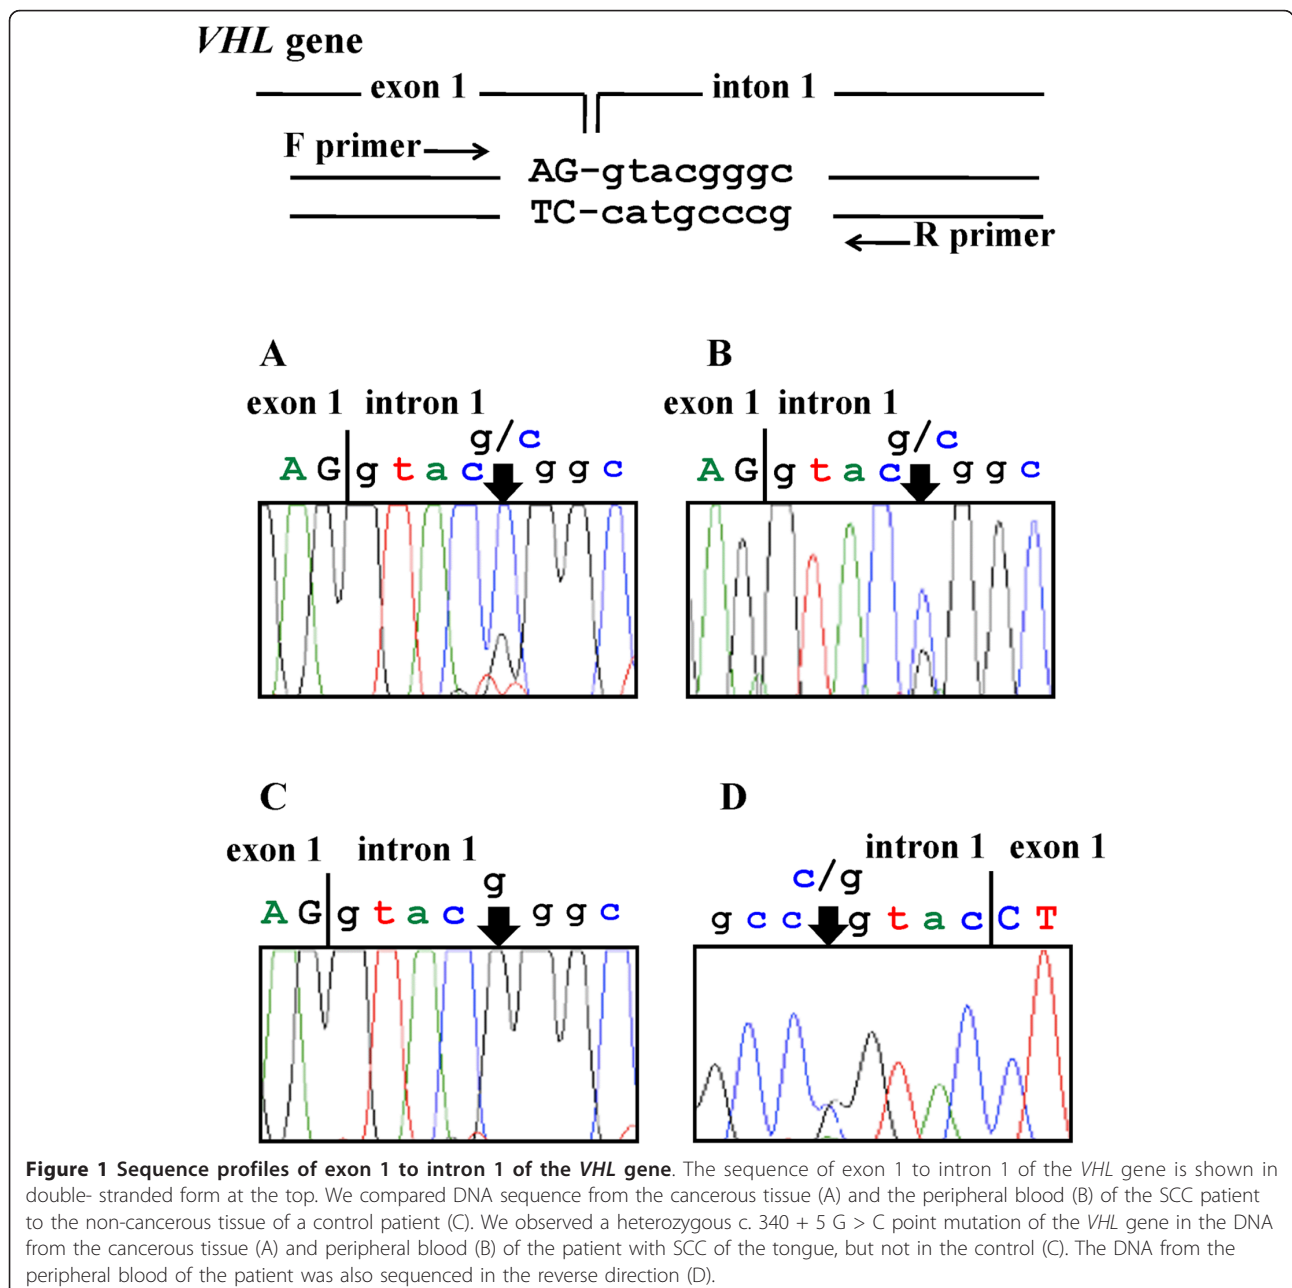 VHL gene
exon 1 inton 1
F primer
AG-gtacgggc
TC-catgcccg
R primer
A
exon 1 intron 1
g/c
A G g t a c g g c
B
exon 1 intron 1
g/c
A G g t a c g g c
C
exon 1 intron 1
g
A G g t a c g g c
D
intron 1 exon 1
c/g
g c c g t a c C T
Figure 1 Sequence profiles of exon 1 to intron 1 of the VHL gene. The sequence of exon 1 to intron 1 of the VHL gene is shown in
double- stranded form at the top. We compared DNA sequence from the cancerous tissue (A) and the peripheral blood (B) of the SCC patient
to the non-cancerous tissue of a control patient (C). We observed a heterozygous c. 340 + 5 G > C point mutation of the VHL gene in the DNA
from the cancerous tissue (A) and peripheral blood (B) of the patient with SCC of the tongue, but not in the control (C). The DNA from the
peripheral blood of the patient was also sequenced in the reverse direction (D).